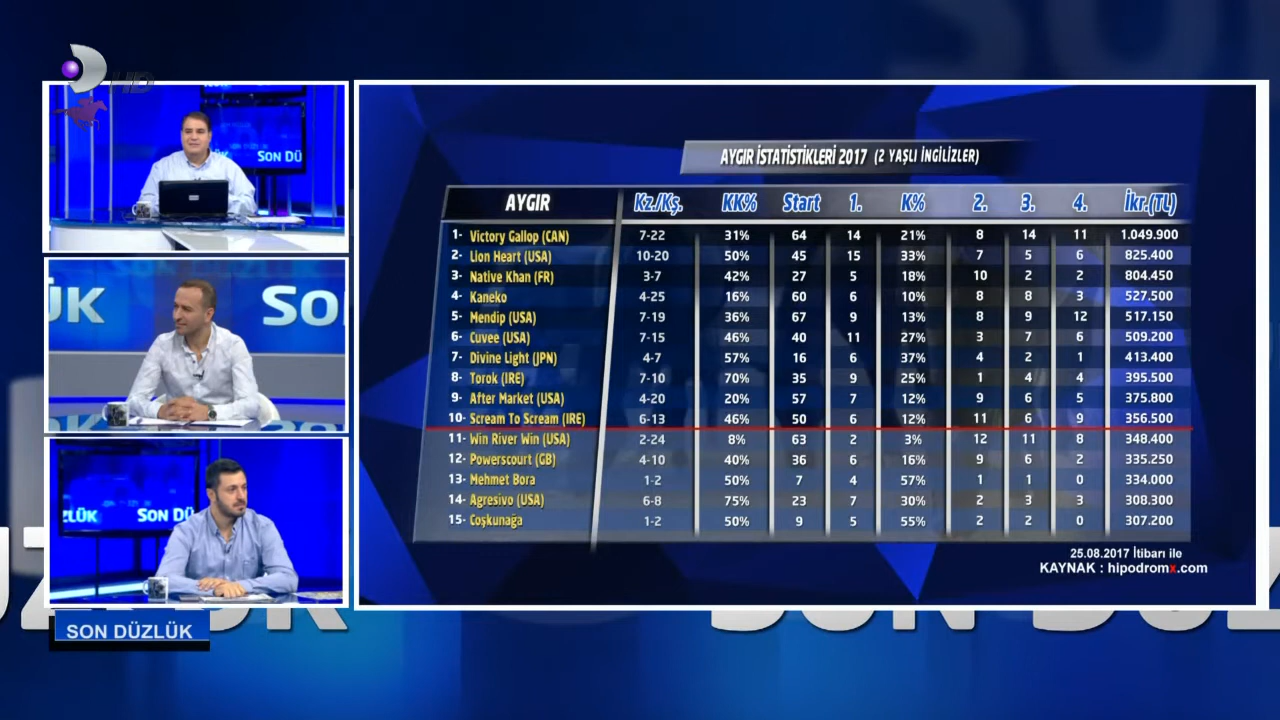 HD
SON DÜ
LÜK
ÜK
SON
ZLÜK
SON DÜ
SON DÜZLÜK
AYGIR İSTATİSTİKLERİ 2017 (2 YAŞLI İNGİLİZLER)
AYGIR Kz./Kş. KK% Start 1. K% 2. 3. 4. İkr.(TL)
1- Victory Gallop (CAN) 7-22 31% 64 14 21% 8 14 11 1.049.900
2- Lion Heart (USA) 10-20 50% 45 15 33% 7 5 6 825.400
3- Native Khan (FR) 3-7 42% 27 5 18% 10 2 2 804.450
4- Kaneko 4-25 16% 60 6 10% 8 8 3 527.500
5- Mendip (USA) 7-19 36% 67 9 13% 8 9 12 517.150
6- Cuvee (USA) 7-15 46% 40 11 27% 3 7 6 509.200
7- Divine Light (JPN) 4-7 57% 16 6 37% 4 2 1 413.400
8- Torok (IRE) 7-10 70% 35 9 25% 1 4 4 395.500
9- After Market (USA) 4-20 20% 57 7 12% 9 6 5 375.800
10- Scream To Scream (IRE) 6-13 46% 50 6 12% 11 6 9 356.500
11- Win River Win (USA) 2-24 8% 63 2 3% 12 11 8 348.400
12- Powerscourt (GB) 4-10 40% 36 6 16% 9 6 2 335.250
13- Mehmet Bora 1-2 50% 7 4 57% 1 1 0 334.000
14- Agresivo (USA) 6-8 75% 23 7 30% 2 3 3 308.300
15- Coşkunağa 1-2 50% 9 5 55% 2 2 0 307.200
25.08.2017 İtibarı ile
KAYNAK : hipodromx.com